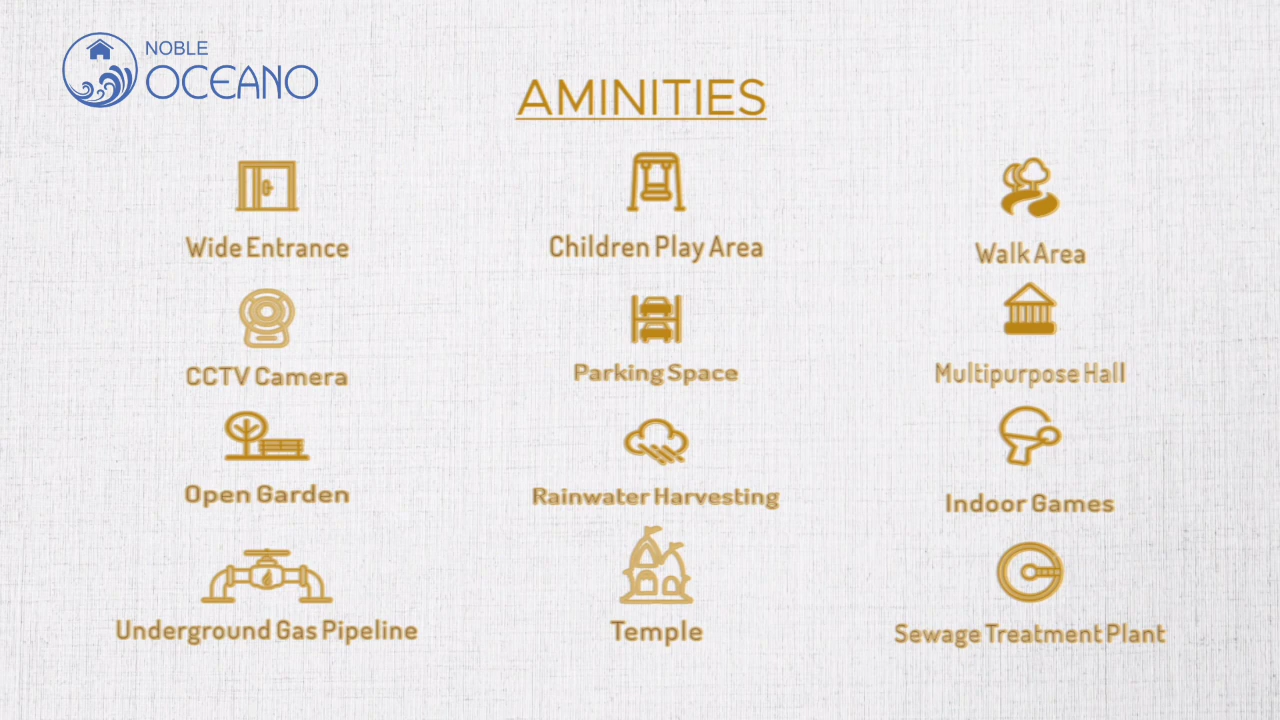 NOBLE
OCEANO
AMINITIES
Wide Entrance
Children Play Area
Walk Area
CCTV Camera
Parking Space
Multipurpose Hall
Open Garden
Rainwater Harvesting
Indoor Games
Underground Gas Pipeline
Temple
Sewage Treatment Plant